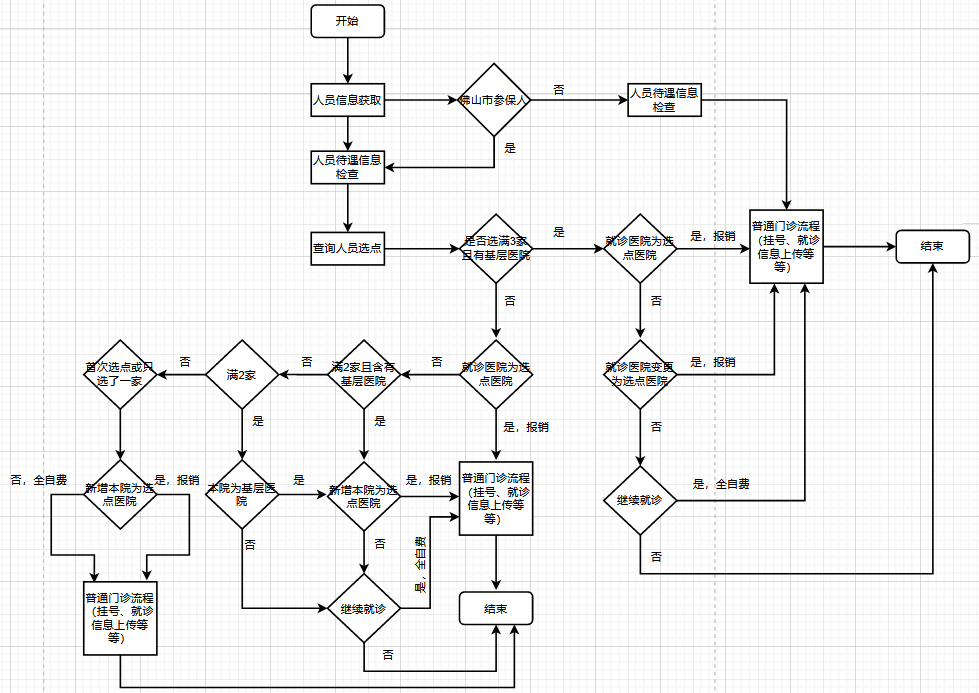 开始
人员信息获取
佛山市参保人
否
人员待遇信息
检查
是
人员待遇信息
检查
查询人员选点
是否选满3家
且有基层医院
是
就诊医院为选
点医院
是，报销
普通门诊流程
（挂号、就诊
信息上传等
等）
结束
否
否
首次选点或只
选了一家
否
满2家
否
满2家且含有
基层医院
否
就诊医院为选
点医院
就诊医院变更
为选点医院
是，报销
是
是
是，报销
否
否，全自费
新增本院为选
点医院
是，报销
本院为基层医
院
是
新增本院为选
点医院
是，报销
普通门诊流程
（挂号、就诊
信息上传等
等）
继续就诊
是，全自费
否
否
是，全自费
否
普通门诊流程
（挂号、就诊
信息上传等
等）
继续就诊
结束
否